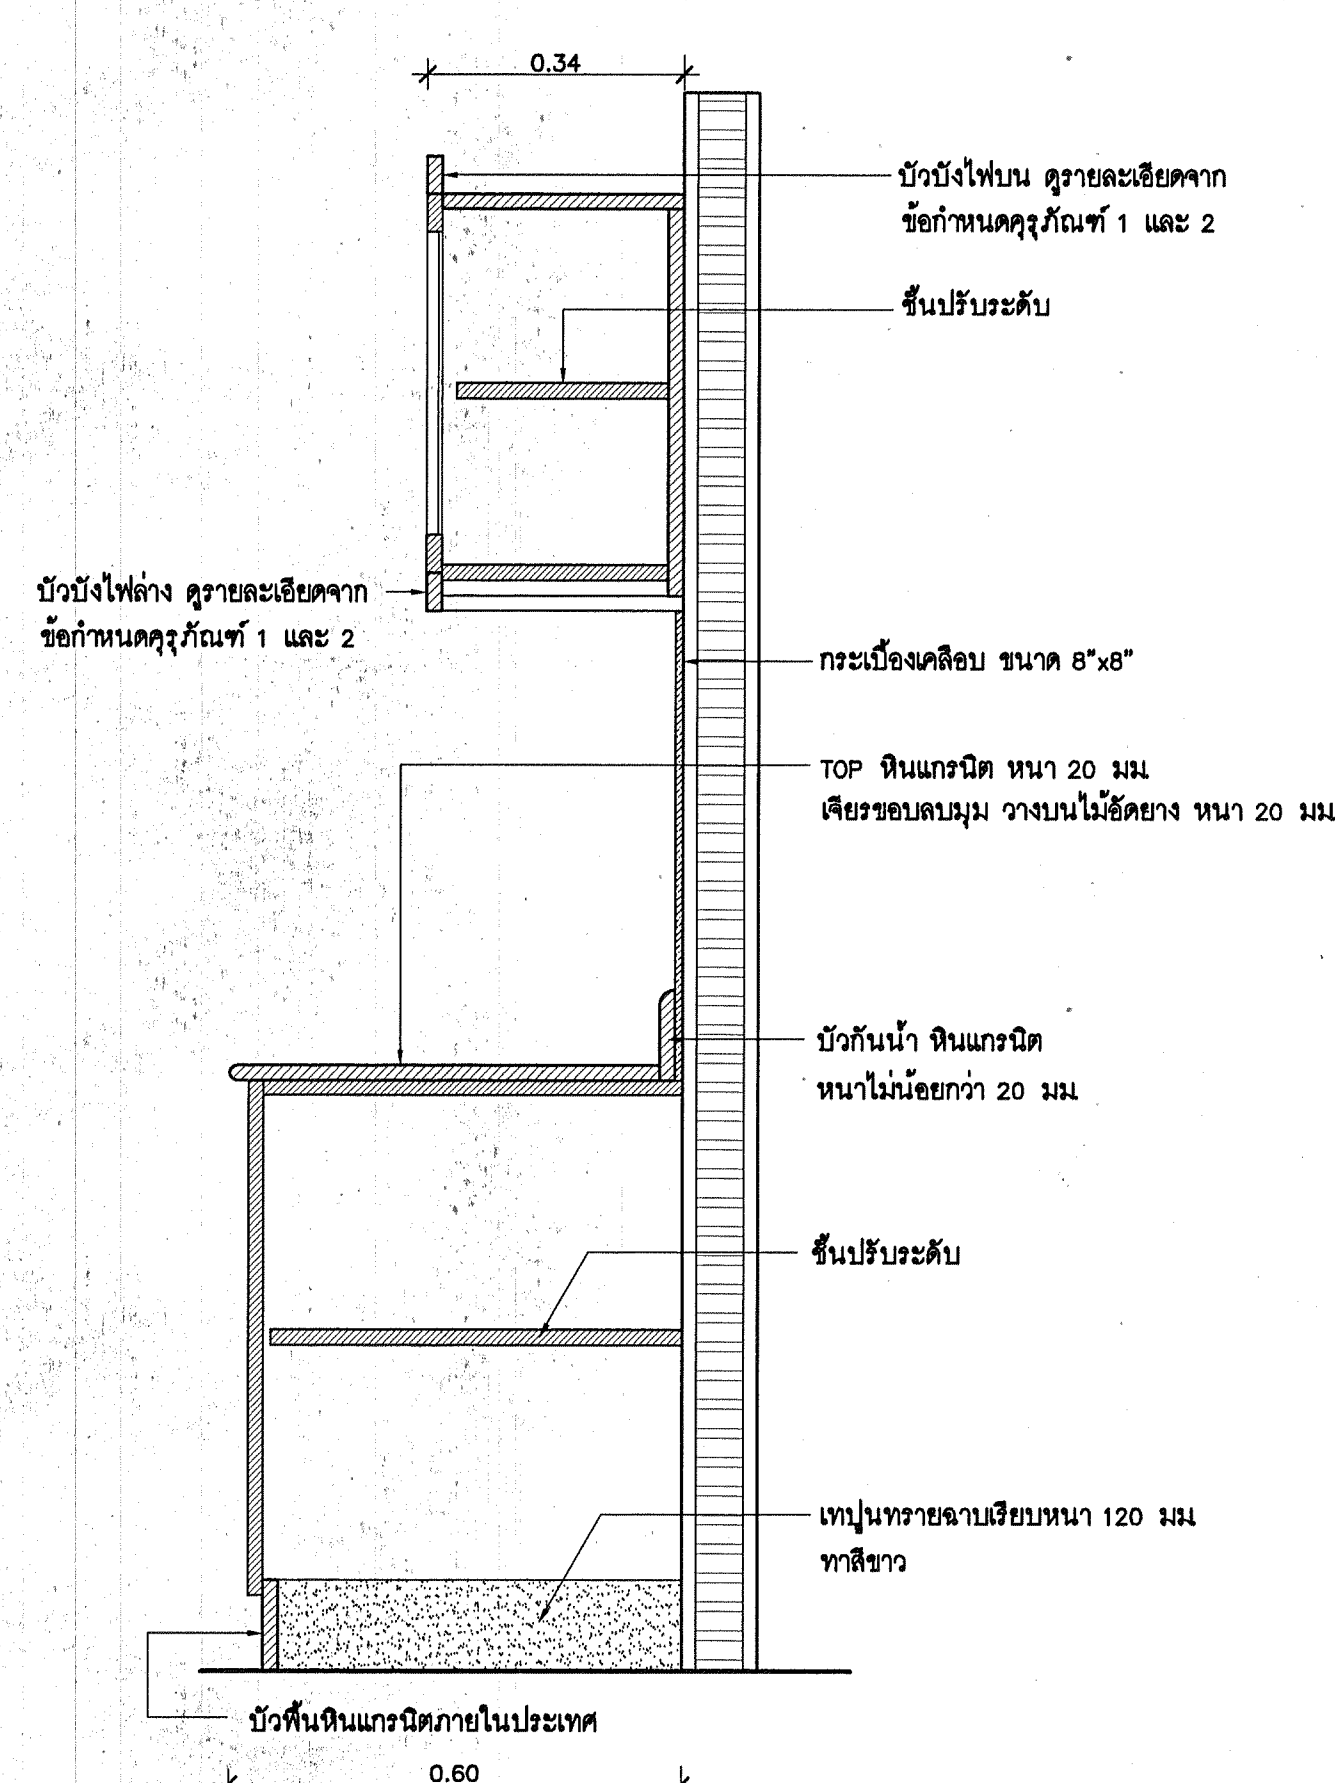 0.34
บัวบังไฟบน ดูรายละเอียดจาก
ข้อกำหนดครุภัณฑ์ 1 และ 2
ชั้นปรับระดับ
บัวบังไฟล่าง ดูรายละเอียดจาก
ข้อกำหนดครุภัณฑ์ 1 และ 2
กระเบื้องเคลือบ ขนาด 8"x8"
TOP หินแกรนิต หนา 20 มม.
เจียรขอบลบมุม วางบนไม้อัดยาง หนา 20 มม.
บัวกันน้ำ หินแกรนิต
หนาไม่น้อยกว่า 20 มม.
ชั้นปรับระดับ
เทปูนทรายฉาบเรียบหนา 120 มม.
ทาสีขาว
บัวพื้นหินแกรนิตภายในประเทศ
0.60